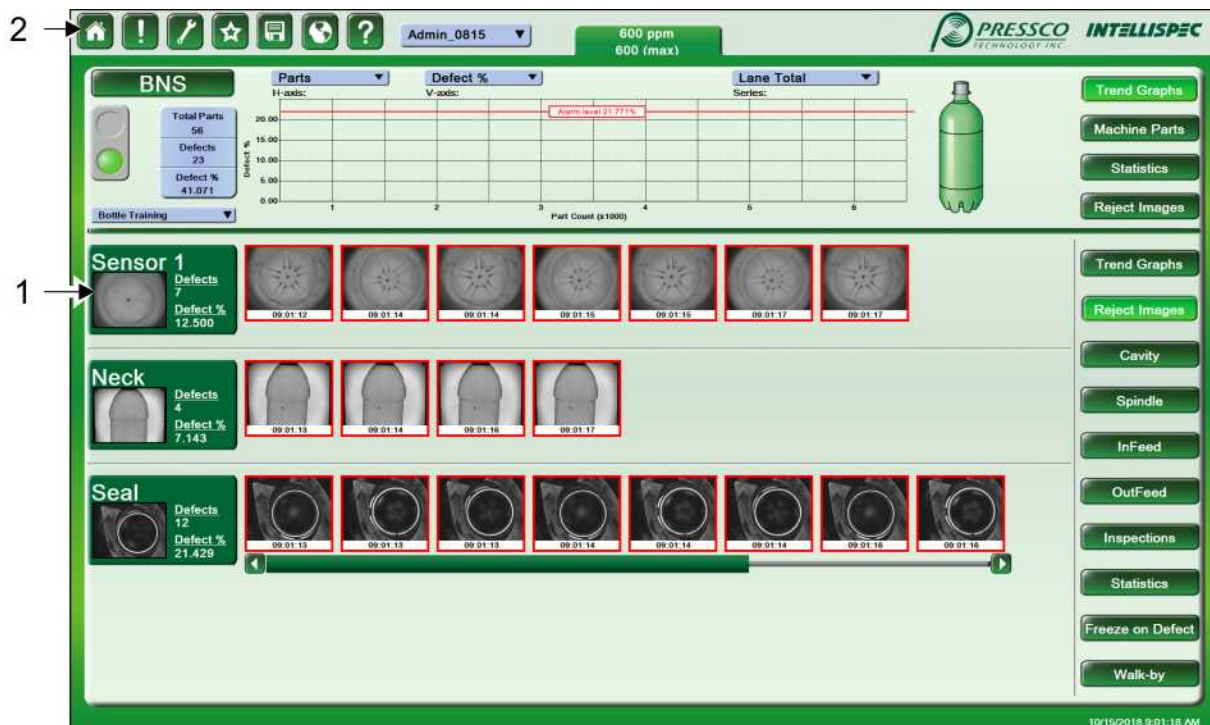 2
Admin_0815
600 ppm
600 (max)
PRESSCO
TECHNOLOGY INC.
INTELLISPEC
BNS
Total Parts
56
Defects
23
Defect %
41.071
Bottle Training
Parts
H-axis:
Defect %
V-axis:
Lane Total
Series:
Alarm level 21.771%
Defect %
20.00
15.00
10.00
5.00
0.00
1 2 3 4 5 6
Part Count (x1000)
Trend Graphs
Machine Parts
Statistics
Reject Images
1
Sensor 1
Defects
7
Defect %
12.500
09:01:12 09:01:14 09:01:14 09:01:15 09:01:15 09:01:17 09:01:17
Neck
Defects
4
Defect %
7.143
09:01:13 09:01:14 09:01:16 09:01:17
Seal
Defects
12
Defect %
21.429
09:01:13 09:01:13 09:01:13 09:01:14 09:01:14 09:01:14 09:01:16 09:01:16
Trend Graphs
Reject Images
Cavity
Spindle
InFeed
OutFeed
Inspections
Statistics
Freeze on Defect
Walk-by
10/15/2018 9:01:18 AM